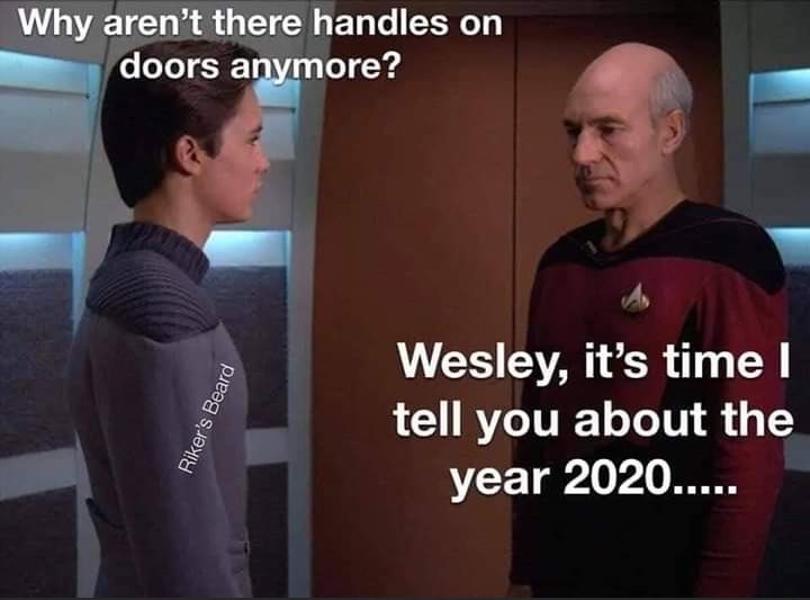 Why aren't there handles on
doors anymore?
Wesley, it's time I
tell you about the
year 2020.....
Riker's Beard